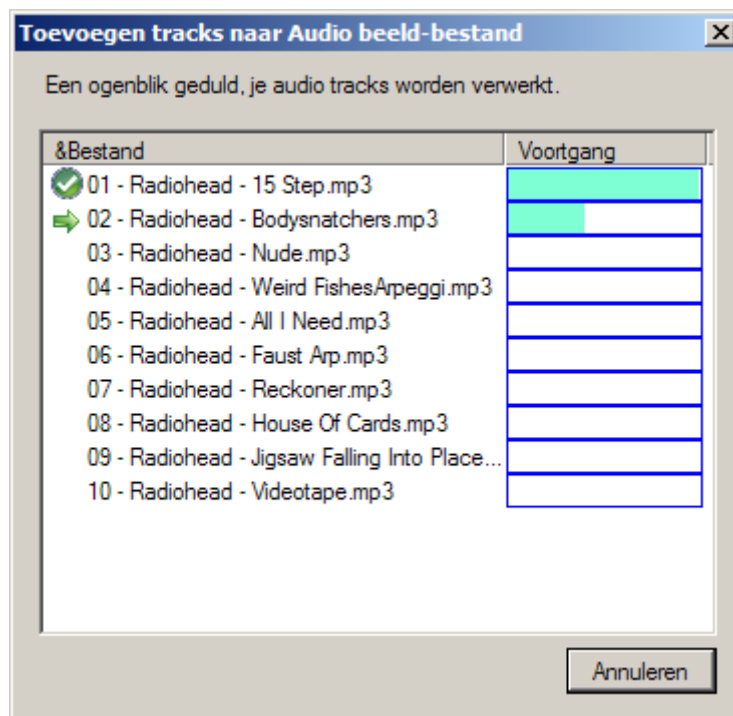 Toevoegen tracks naar Audio beeld-bestand
Een ogenblik geduld, je audio tracks worden verwerkt.
&Bestand Voortgang
01 - Radiohead - 15 Step.mp3
02 - Radiohead - Bodysnatchers.mp3
03 - Radiohead - Nude.mp3
04 - Radiohead - Weird FishesArpeggi.mp3
05 - Radiohead - All I Need.mp3
06 - Radiohead - Faust Arp.mp3
07 - Radiohead - Reckoner.mp3
08 - Radiohead - House Of Cards.mp3
09 - Radiohead - Jigsaw Falling Into Place...
10 - Radiohead - Videotape.mp3
Annuleren